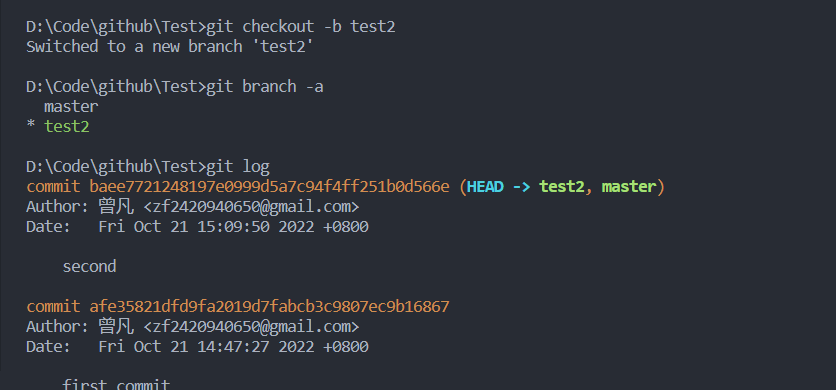 D:\Code\github\Test>git checkout -b test2
Switched to a new branch 'test2'
D:\Code\github\Test>git branch -a
master
* test2
D:\Code\github\Test>git log
commit baee7721248197e0999d5a7c94f4ff251b0d566e (HEAD -> test2, master)
Author: 曾凡 <zf2420940650@gmail.com>
Date:   Fri Oct 21 15:09:50 2022 +0800
second
commit afe35821dfd9fa2019d7fabcb3c9807ec9b16867
Author: 曾凡 <zf2420940650@gmail.com>
Date:   Fri Oct 21 14:47:27 2022 +0800
first commit